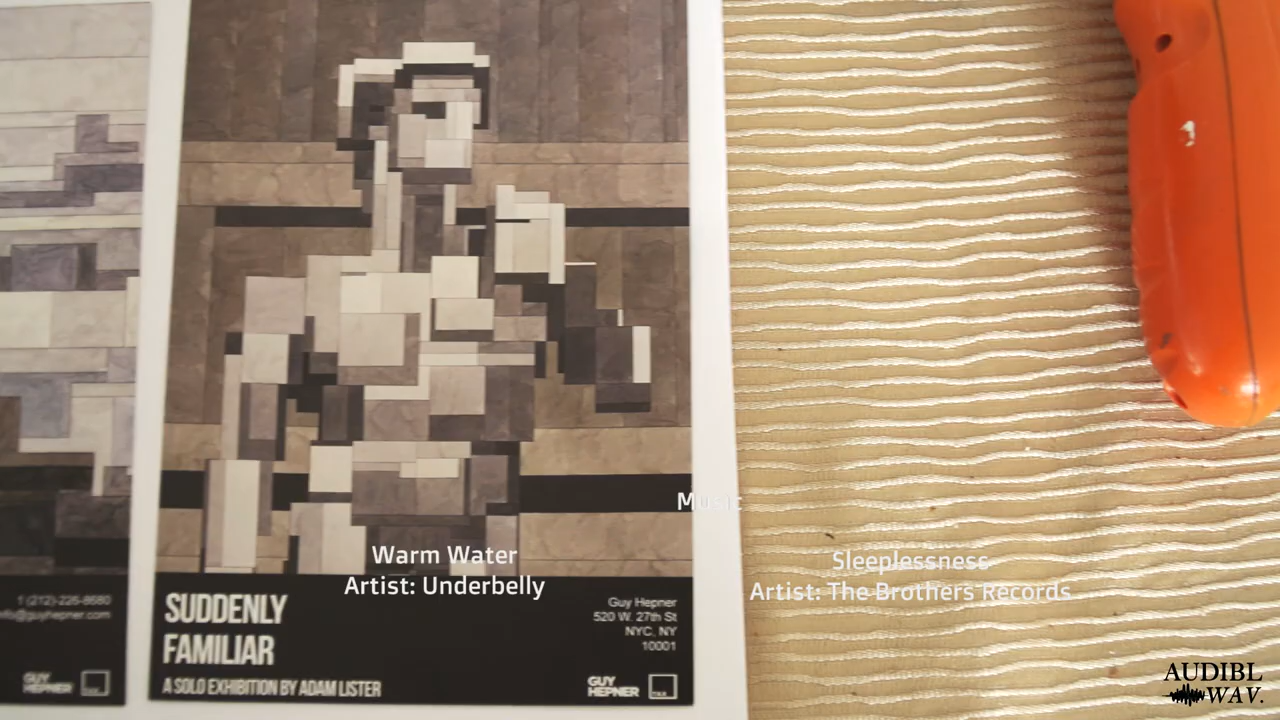 Music
Warm Water
Artist: Underbelly
Sleeplessness
Artist: The Brothers Records
1 (212)-226-8680
info@guyhepner.com
GUY
HEPNER
SUDDENLY
FAMILIAR
A SOLO EXHIBITION BY ADAM LISTER
Guy Hepner
520 W. 27th St
NYC, NY
10001
GUY
HEPNER
AUDIBL
WAV.